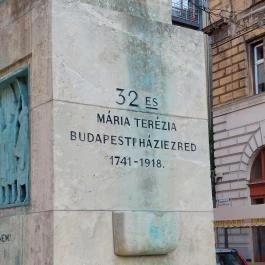 32 ES
MÁRIA TERÉZIA
BUDAPESTI HÁZIEZRED
1741-1918.